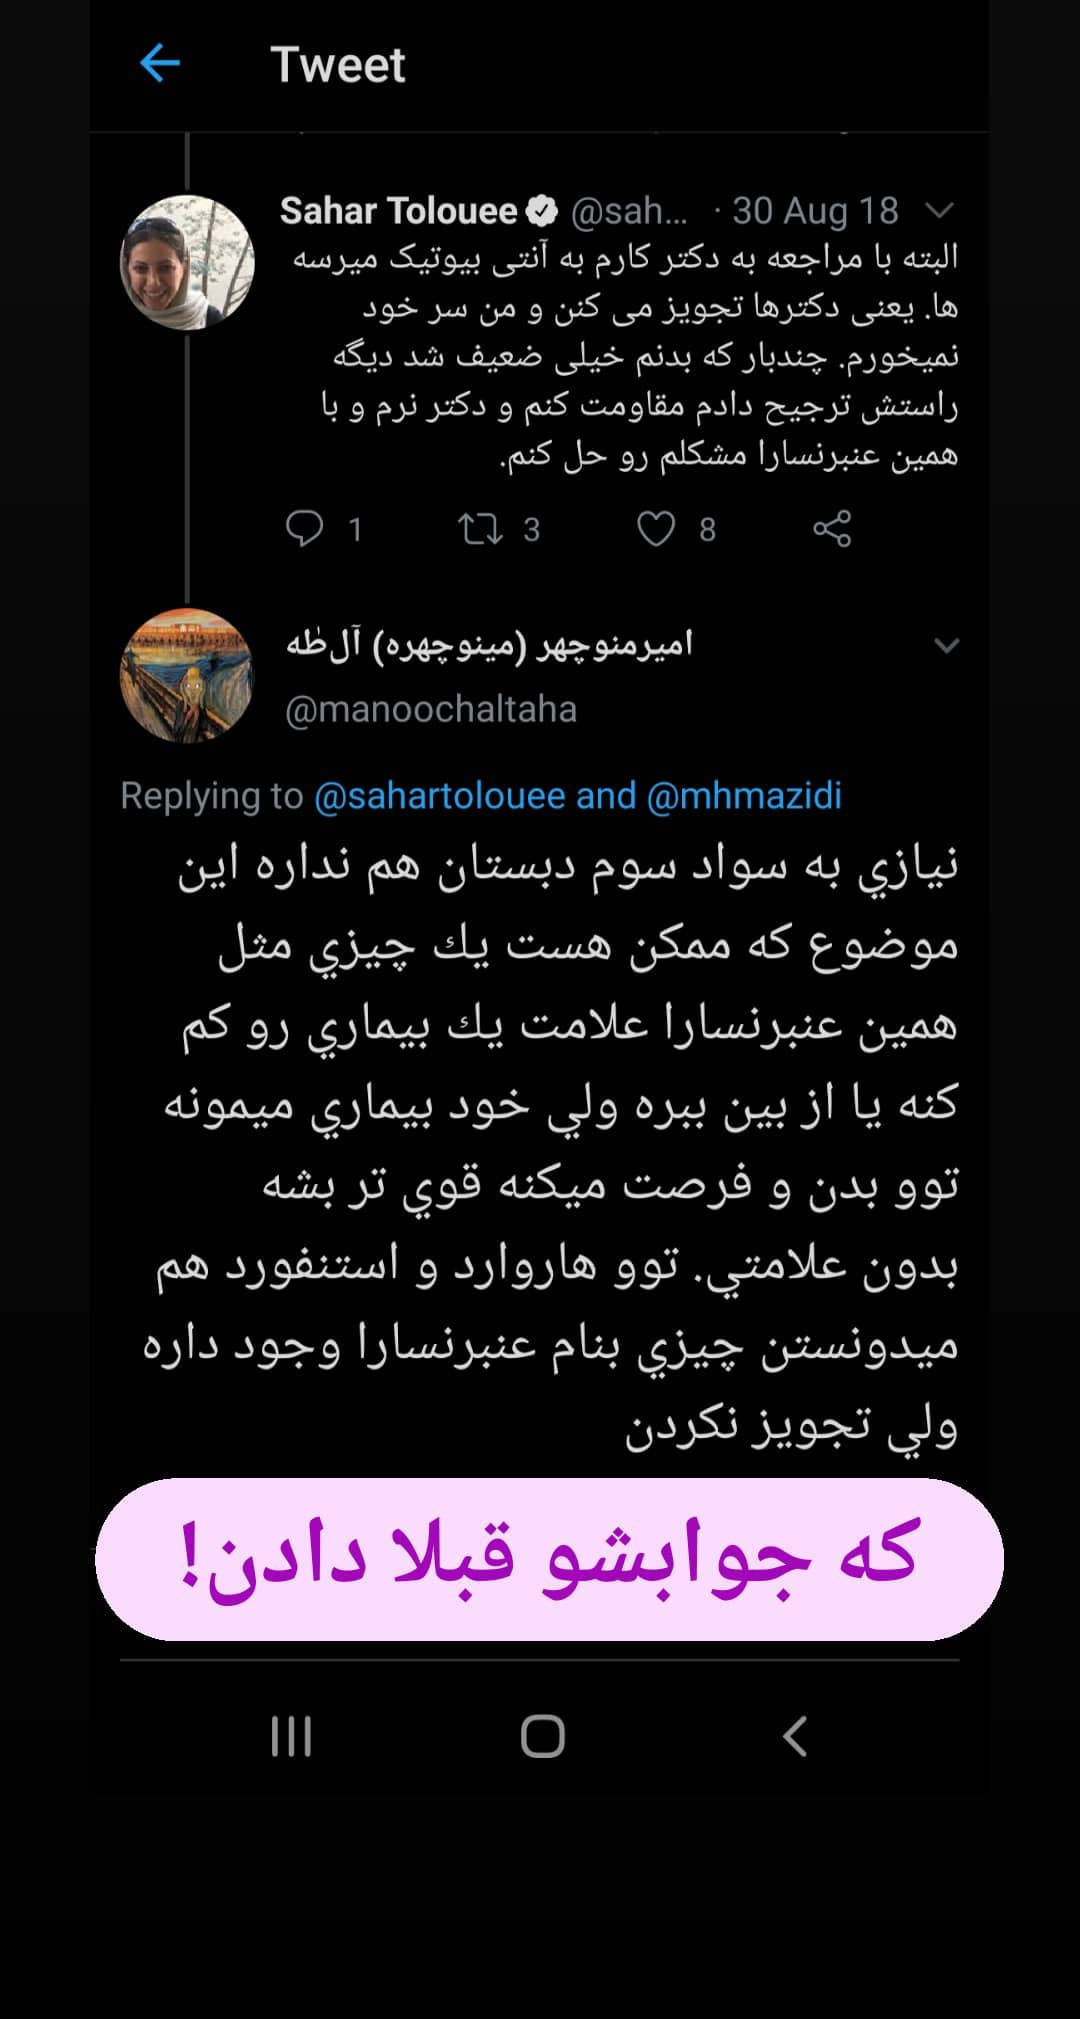 Tweet
Sahar Tolouee @sah... · 30 Aug 18
البته با مراجعه به دکتر کارم به آنتی بیوتیک میرسه
ها. یعنی دکترها تجویز می کنن و من سر خود
نمیخورم. چندبار که بدنم خیلی ضعیف شد دیگه
راستش ترجیح دادم مقاومت کنم و دکتر نرم و با
همین عنبرنسارا مشکلم رو حل کنم.
1 3 8
امیرمنوچهر (مینوچهره) آل‌طٰه
@manoochaltaha
Replying to @sahartolouee and @mhmazidi
نيازي به سواد سوم دبستان هم نداره اين
موضوع كه ممكن هست يك چيزي مثل
همين عنبرنسارا علامت يك بيماري رو كم
كنه يا از بين ببره ولي خود بيماري ميمونه
توو بدن و فرصت ميكنه قوي تر بشه
بدون علامتي. توو هاروارد و استنفورد هم
ميدونستن چيزي بنام عنبرنسارا وجود داره
ولي تجويز نكردن
که جوابشو قبلا دادن!